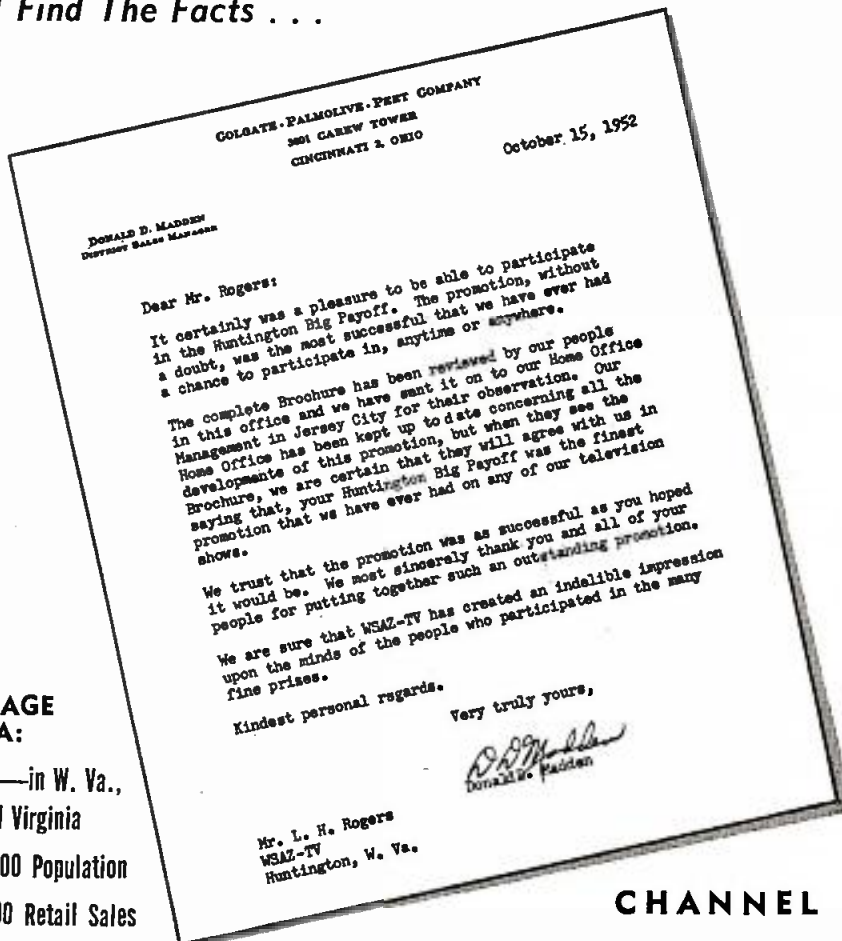 Find The Facts . . .
COLGATE-PALMOLIVE-PEET COMPANY
3601 CAREW TOWER
CINCINNATI 2, OHIO
October 15, 1952
DONALD D. MADDEN
DISTRICT SALES MANAGER
Dear Mr. Rogers:
It certainly was a pleasure to be able to participate
in the Huntington Big Payoff. The promotion, without
a doubt, was the most successful that we have ever had
a chance to participate in, anytime or anywhere.
The complete Brochure has been reviewed by our people
in this office and we have sent it on to our Home Office
Management in Jersey City for their observation. Our
Home Office has been kept up to date concerning all the
developments of this promotion, but when they see the
Brochure, we are certain that they will agree with us in
saying that, your Huntington Big Payoff was the finest
promotion that we have ever had on any of our television
shows.
We trust that the promotion was as successful as you hoped
it would be. We most sincerely thank you and all of your
people for putting together such an outstanding promotion.
We are sure that WSAZ-TV has created an indelible impression
upon the minds of the people who participated in the many
fine prizes.
Kindest personal regards.
Very truly yours,
D D Madden
Donald D. Madden
Mr. L. H. Rogers
WSAZ-TV
Huntington, W. Va.
AGE
A:
—in W. Va.,
Virginia
00 Population
00 Retail Sales
CHANNEL